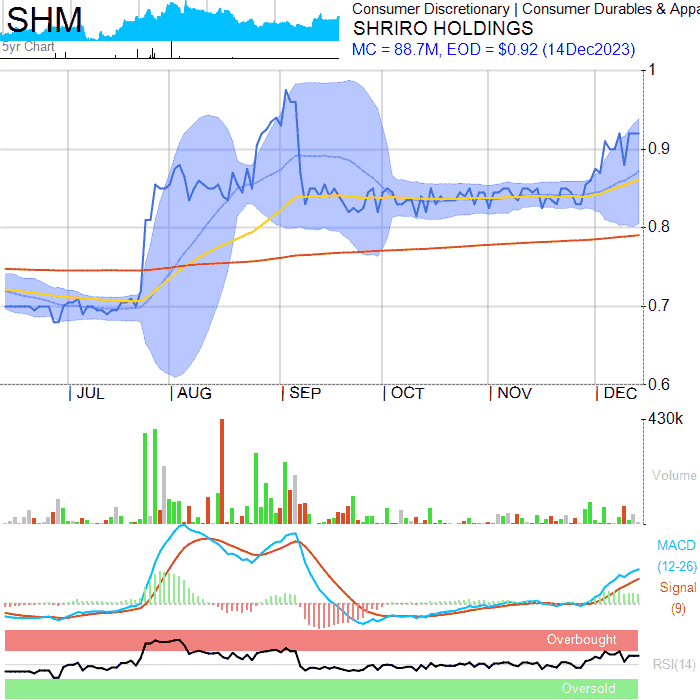 SHM
5yr Chart
Consumer Discretionary | Consumer Durables & Appa
SHRIRO HOLDINGS
MC = 88.7M, EOD = $0.92 (14Dec2023)
1
0.9
0.8
0.7
0.6
JUL AUG SEP OCT NOV DEC
430k
Volume
MACD
(12-26)
Signal
(9)
Overbought
RSI(14)
Oversold